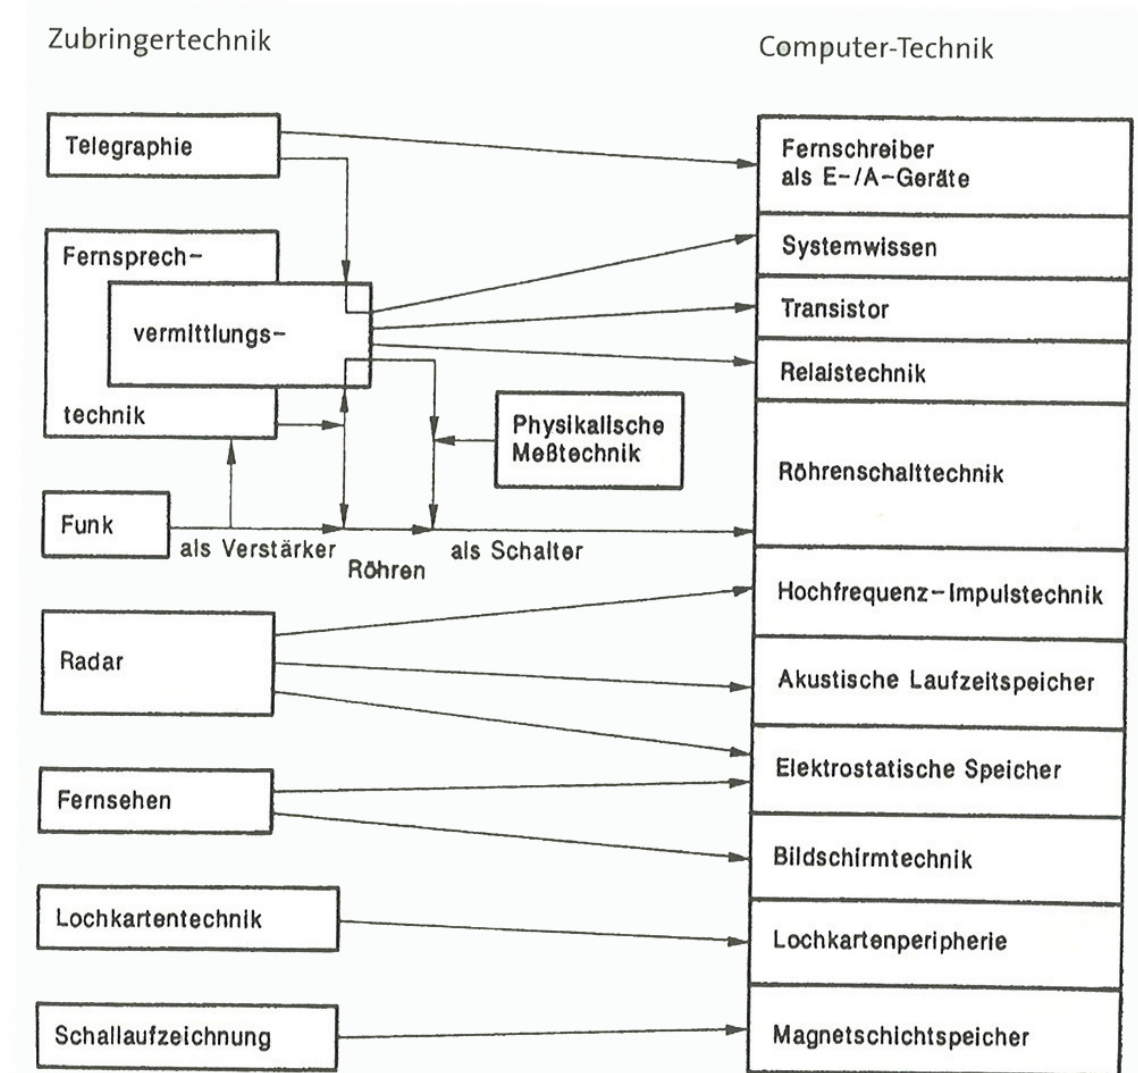 Zubringertechnik
Computer-Technik
Telegraphie
Fernsprech-
vermittlungs-
technik
Physikalische
Meßtechnik
Funk
als Verstärker
Röhren
als Schalter
Radar
Fernsehen
Lochkartentechnik
Schallaufzeichnung
Fernschreiber
als E-/A-Geräte
Systemwissen
Transistor
Relaistechnik
Röhrenschalttechnik
Hochfrequenz-Impulstechnik
Akustische Laufzeitspeicher
Elektrostatische Speicher
Bildschirmtechnik
Lochkartenperipherie
Magnetschichtspeicher